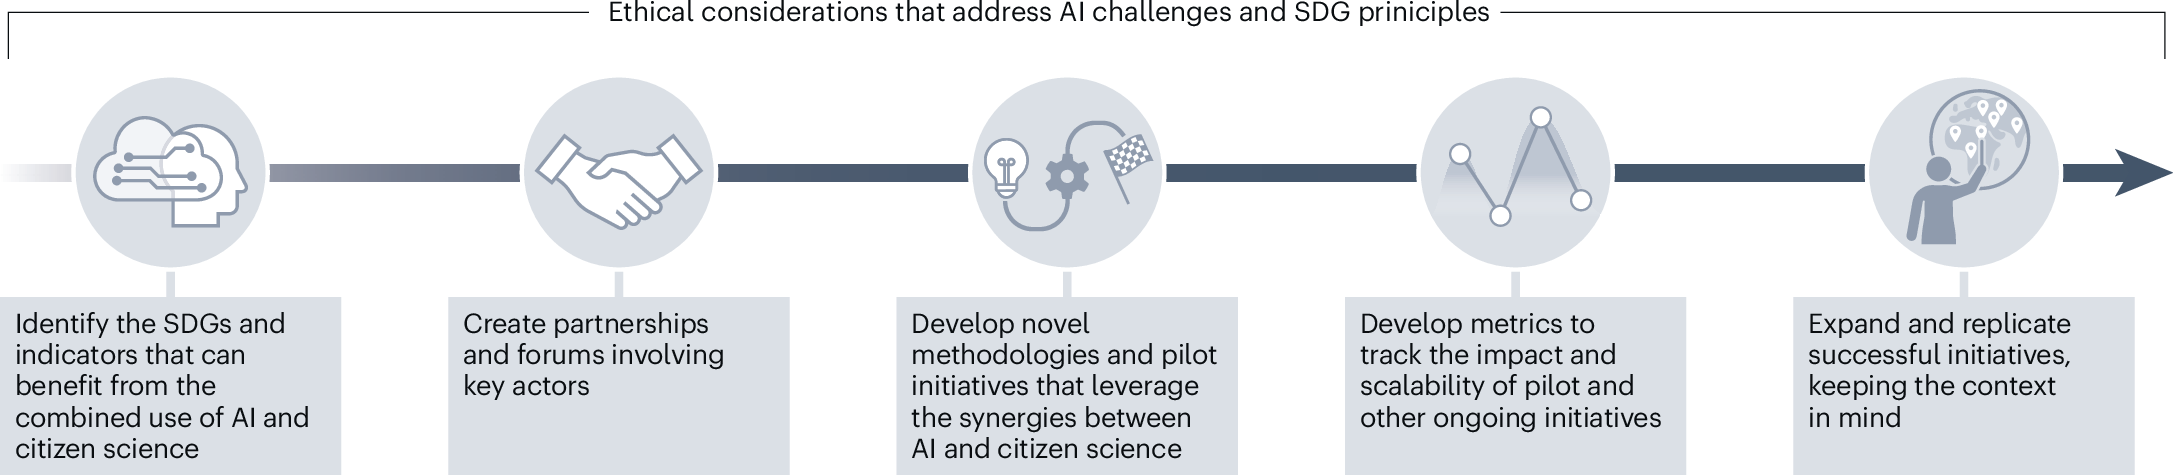 Ethical considerations that address AI challenges and SDG priniciples
Identify the SDGs and
indicators that can
benefit from the
combined use of AI and
citizen science
Create partnerships
and forums involving
key actors
Develop novel
methodologies and pilot
initiatives that leverage
the synergies between
AI and citizen science
Develop metrics to
track the impact and
scalability of pilot and
other ongoing initiatives
Expand and replicate
successful initiatives,
keeping the context
in mind